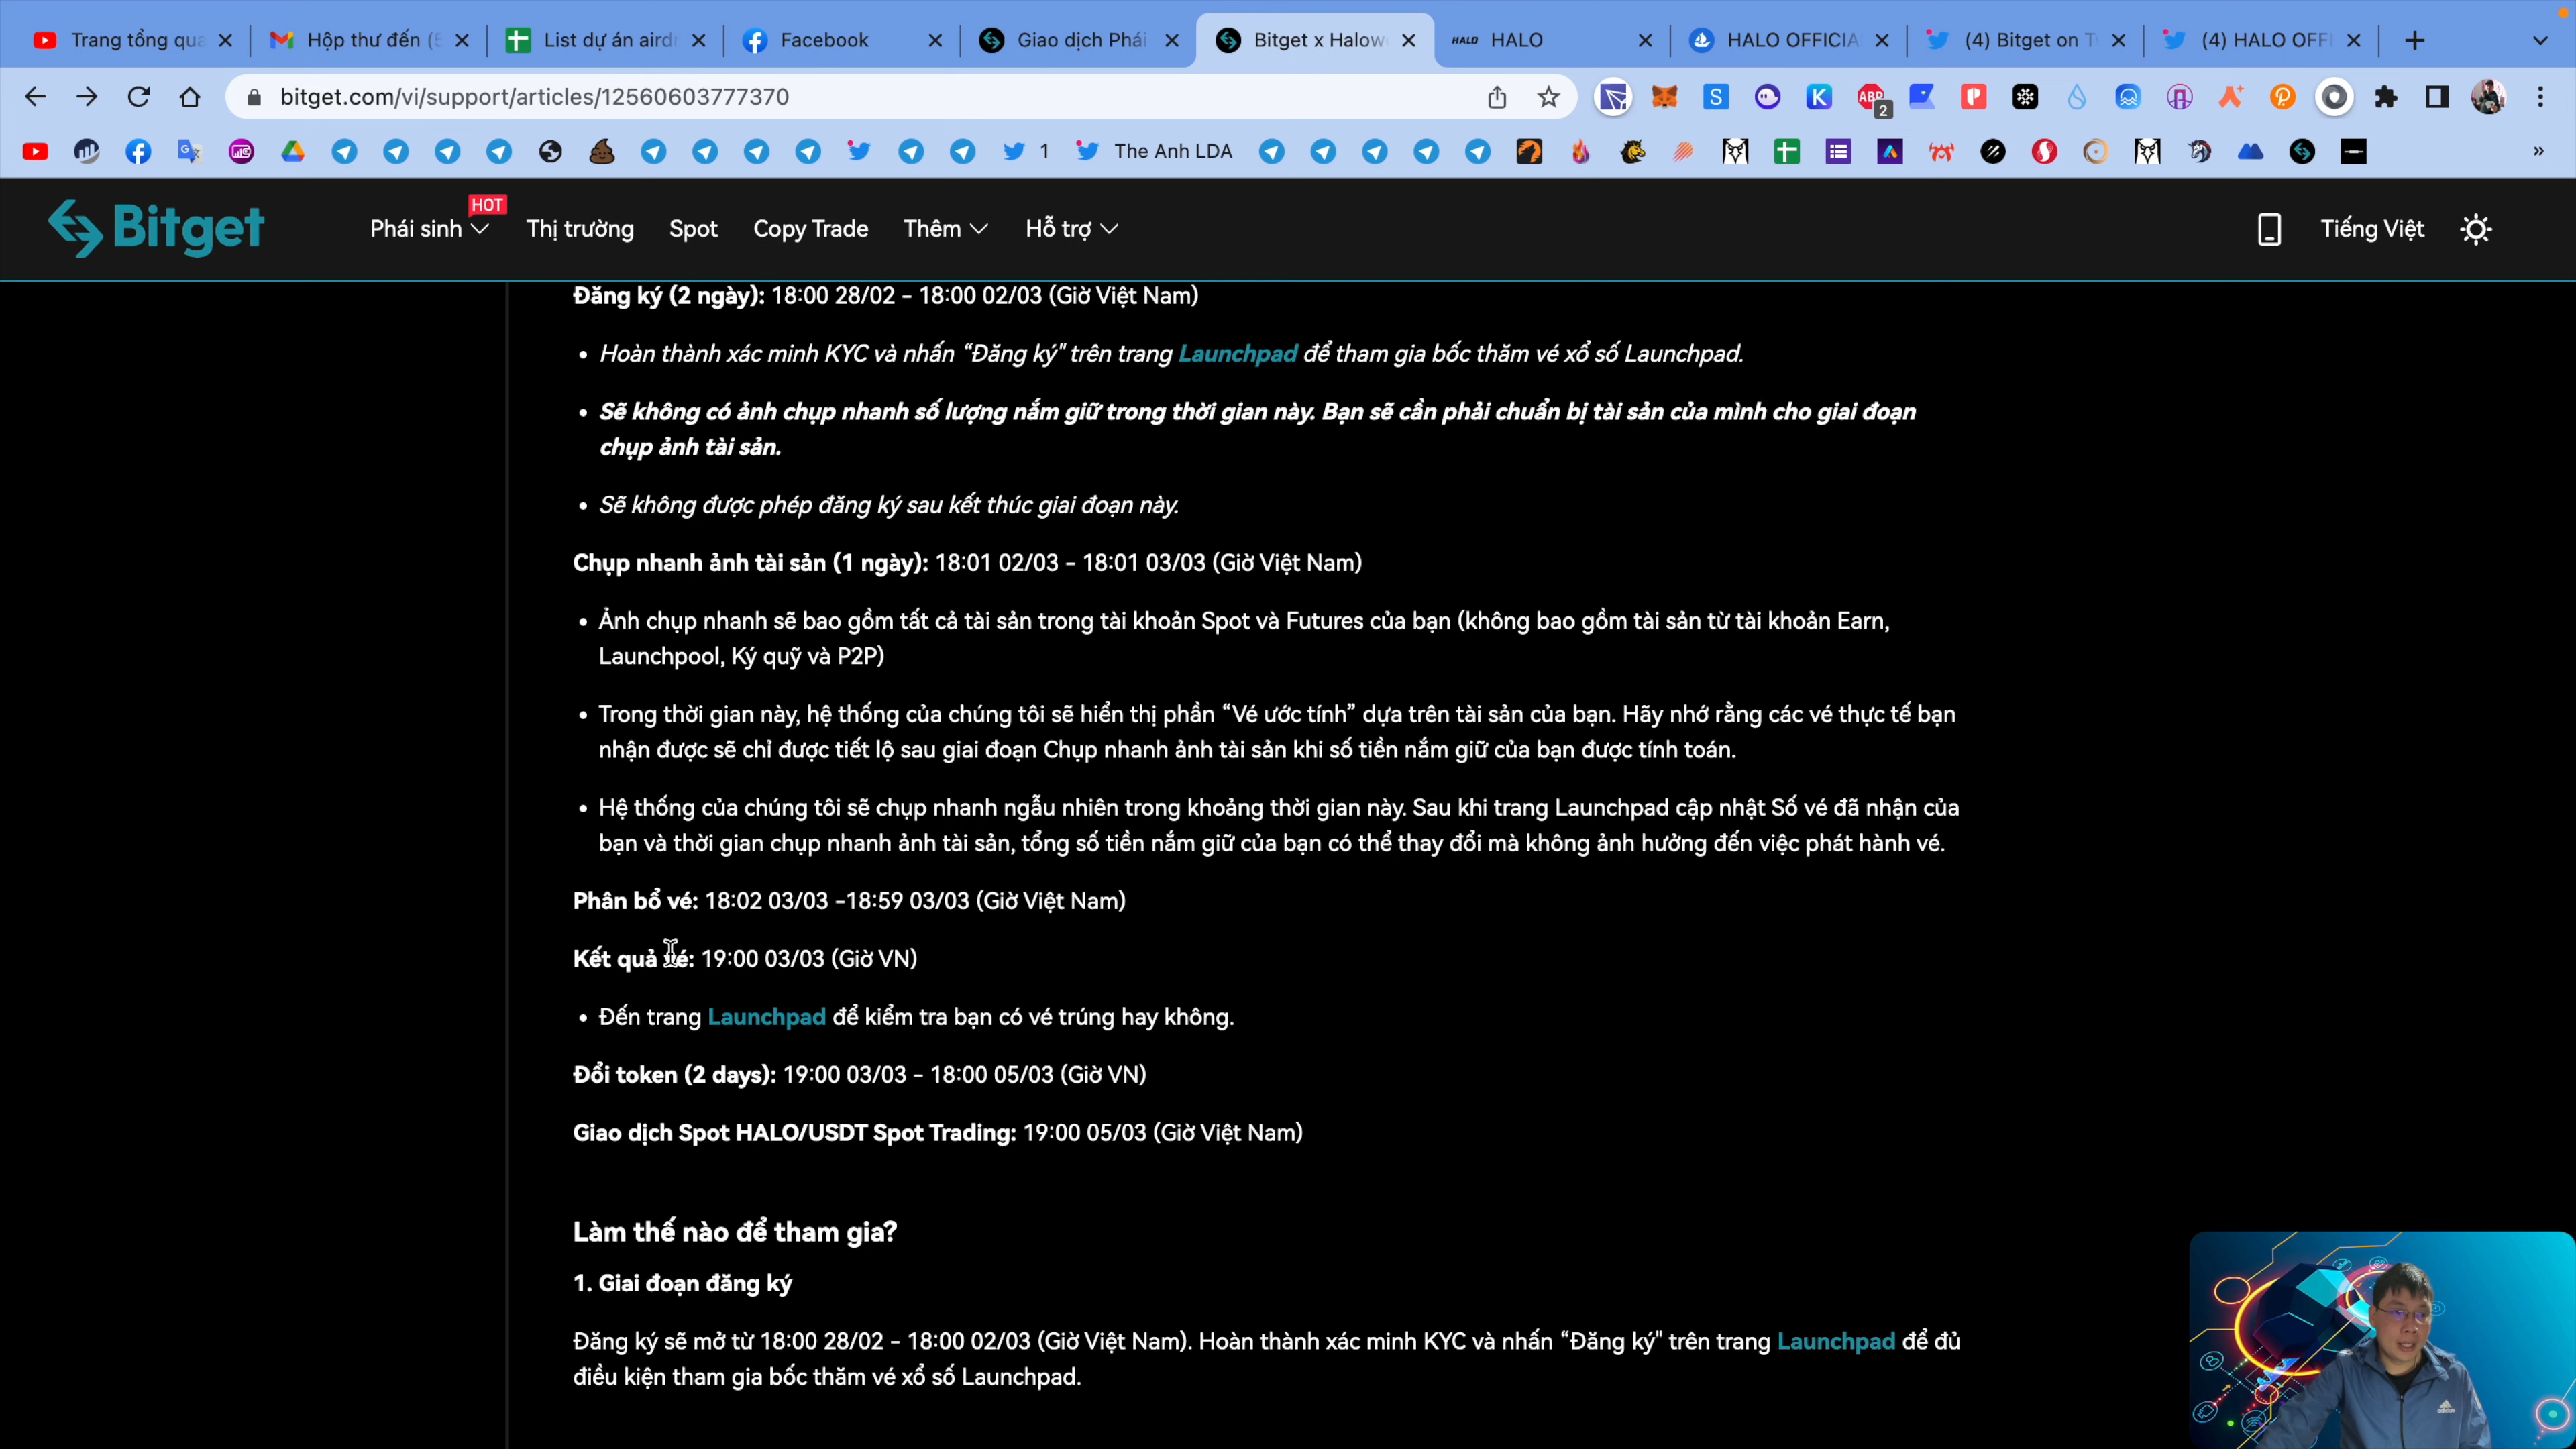 Trang tổng qua
Hộp thư đến (5
List dự án aird
Facebook
Giao dịch Phái
Bitget x Halow
HALO
HALO
HALO OFFICIA
(4) Bitget on T
(4) HALO OFFI
bitget.com/vi/support/articles/12560603777370
S
K
ABP
2
1
The Anh LDA
»
Bitget
Phái sinh
HOT
Thị trường
Spot
Copy Trade
Thêm
Hỗ trợ
Tiếng Việt
Đăng ký (2 ngày): 18:00 28/02 - 18:00 02/03 (Giờ Việt Nam)
• Hoàn thành xác minh KYC và nhấn “Đăng ký" trên trang Launchpad để tham gia bốc thăm vé xổ số Launchpad.
• Sẽ không có ảnh chụp nhanh số lượng nắm giữ trong thời gian này. Bạn sẽ cần phải chuẩn bị tài sản của mình cho giai đoạn
chụp ảnh tài sản.
• Sẽ không được phép đăng ký sau kết thúc giai đoạn này.
Chụp nhanh ảnh tài sản (1 ngày): 18:01 02/03 - 18:01 03/03 (Giờ Việt Nam)
• Ảnh chụp nhanh sẽ bao gồm tất cả tài sản trong tài khoản Spot và Futures của bạn (không bao gồm tài sản từ tài khoản Earn,
Launchpool, Ký quỹ và P2P)
• Trong thời gian này, hệ thống của chúng tôi sẽ hiển thị phần “Vé ước tính” dựa trên tài sản của bạn. Hãy nhớ rằng các vé thực tế bạn
nhận được sẽ chỉ được tiết lộ sau giai đoạn Chụp nhanh ảnh tài sản khi số tiền nắm giữ của bạn được tính toán.
• Hệ thống của chúng tôi sẽ chụp nhanh ngẫu nhiên trong khoảng thời gian này. Sau khi trang Launchpad cập nhật Số vé đã nhận của
bạn và thời gian chụp nhanh ảnh tài sản, tổng số tiền nắm giữ của bạn có thể thay đổi mà không ảnh hưởng đến việc phát hành vé.
Phân bổ vé: 18:02 03/03 -18:59 03/03 (Giờ Việt Nam)
Kết quả vé: 19:00 03/03 (Giờ VN)
• Đến trang Launchpad để kiểm tra bạn có vé trúng hay không.
Đổi token (2 days): 19:00 03/03 - 18:00 05/03 (Giờ VN)
Giao dịch Spot HALO/USDT Spot Trading: 19:00 05/03 (Giờ Việt Nam)
Làm thế nào để tham gia?
1. Giai đoạn đăng ký
Đăng ký sẽ mở từ 18:00 28/02 - 18:00 02/03 (Giờ Việt Nam). Hoàn thành xác minh KYC và nhấn “Đăng ký" trên trang Launchpad để đủ
điều kiện tham gia bốc thăm vé xổ số Launchpad.